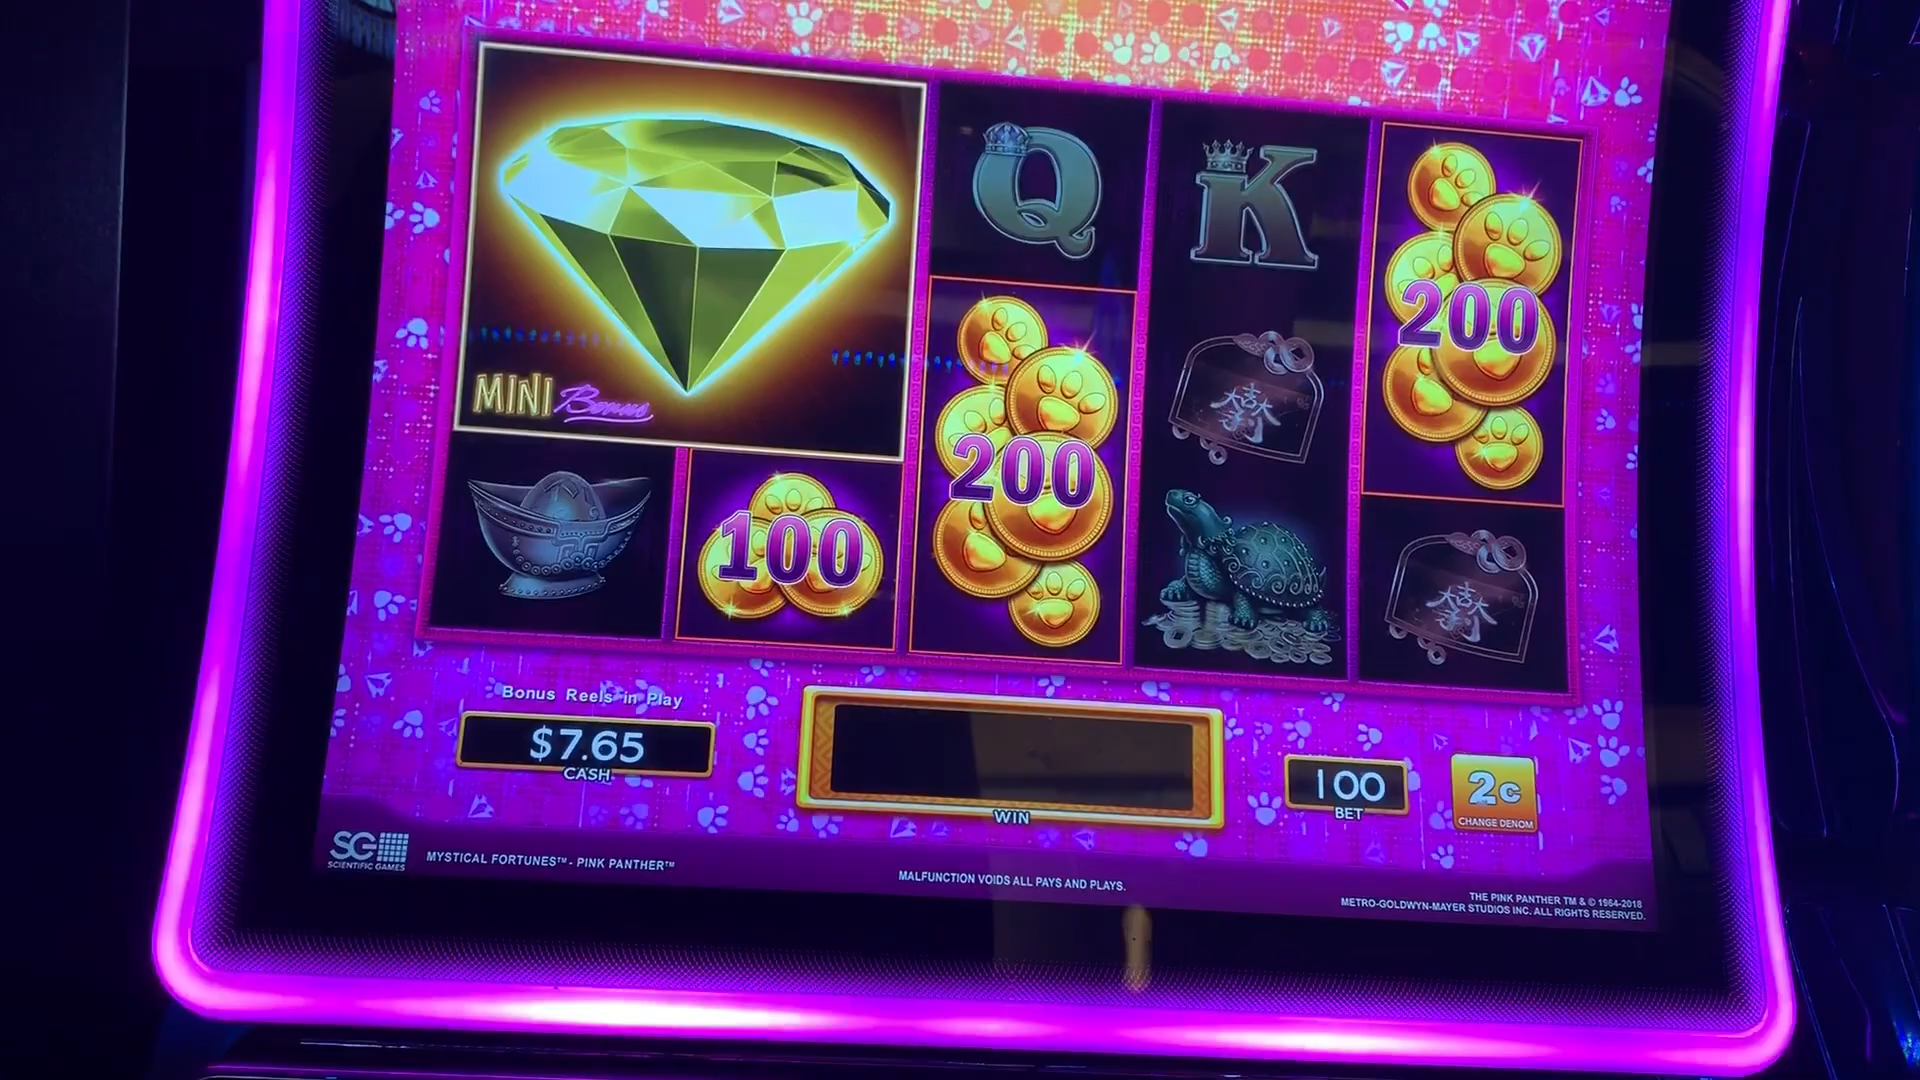 Q
K
200
MINI Bonus
200
100
Bonus Reels in Play
$7.65
CASH
WIN
100
BET
2c
CHANGE DENOM
SG
SCIENTIFIC GAMES
MYSTICAL FORTUNES™ - PINK PANTHER™
MALFUNCTION VOIDS ALL PAYS AND PLAYS.
THE PINK PANTHER TM & © 1964-2018
METRO-GOLDWYN-MAYER STUDIOS INC. ALL RIGHTS RESERVED.